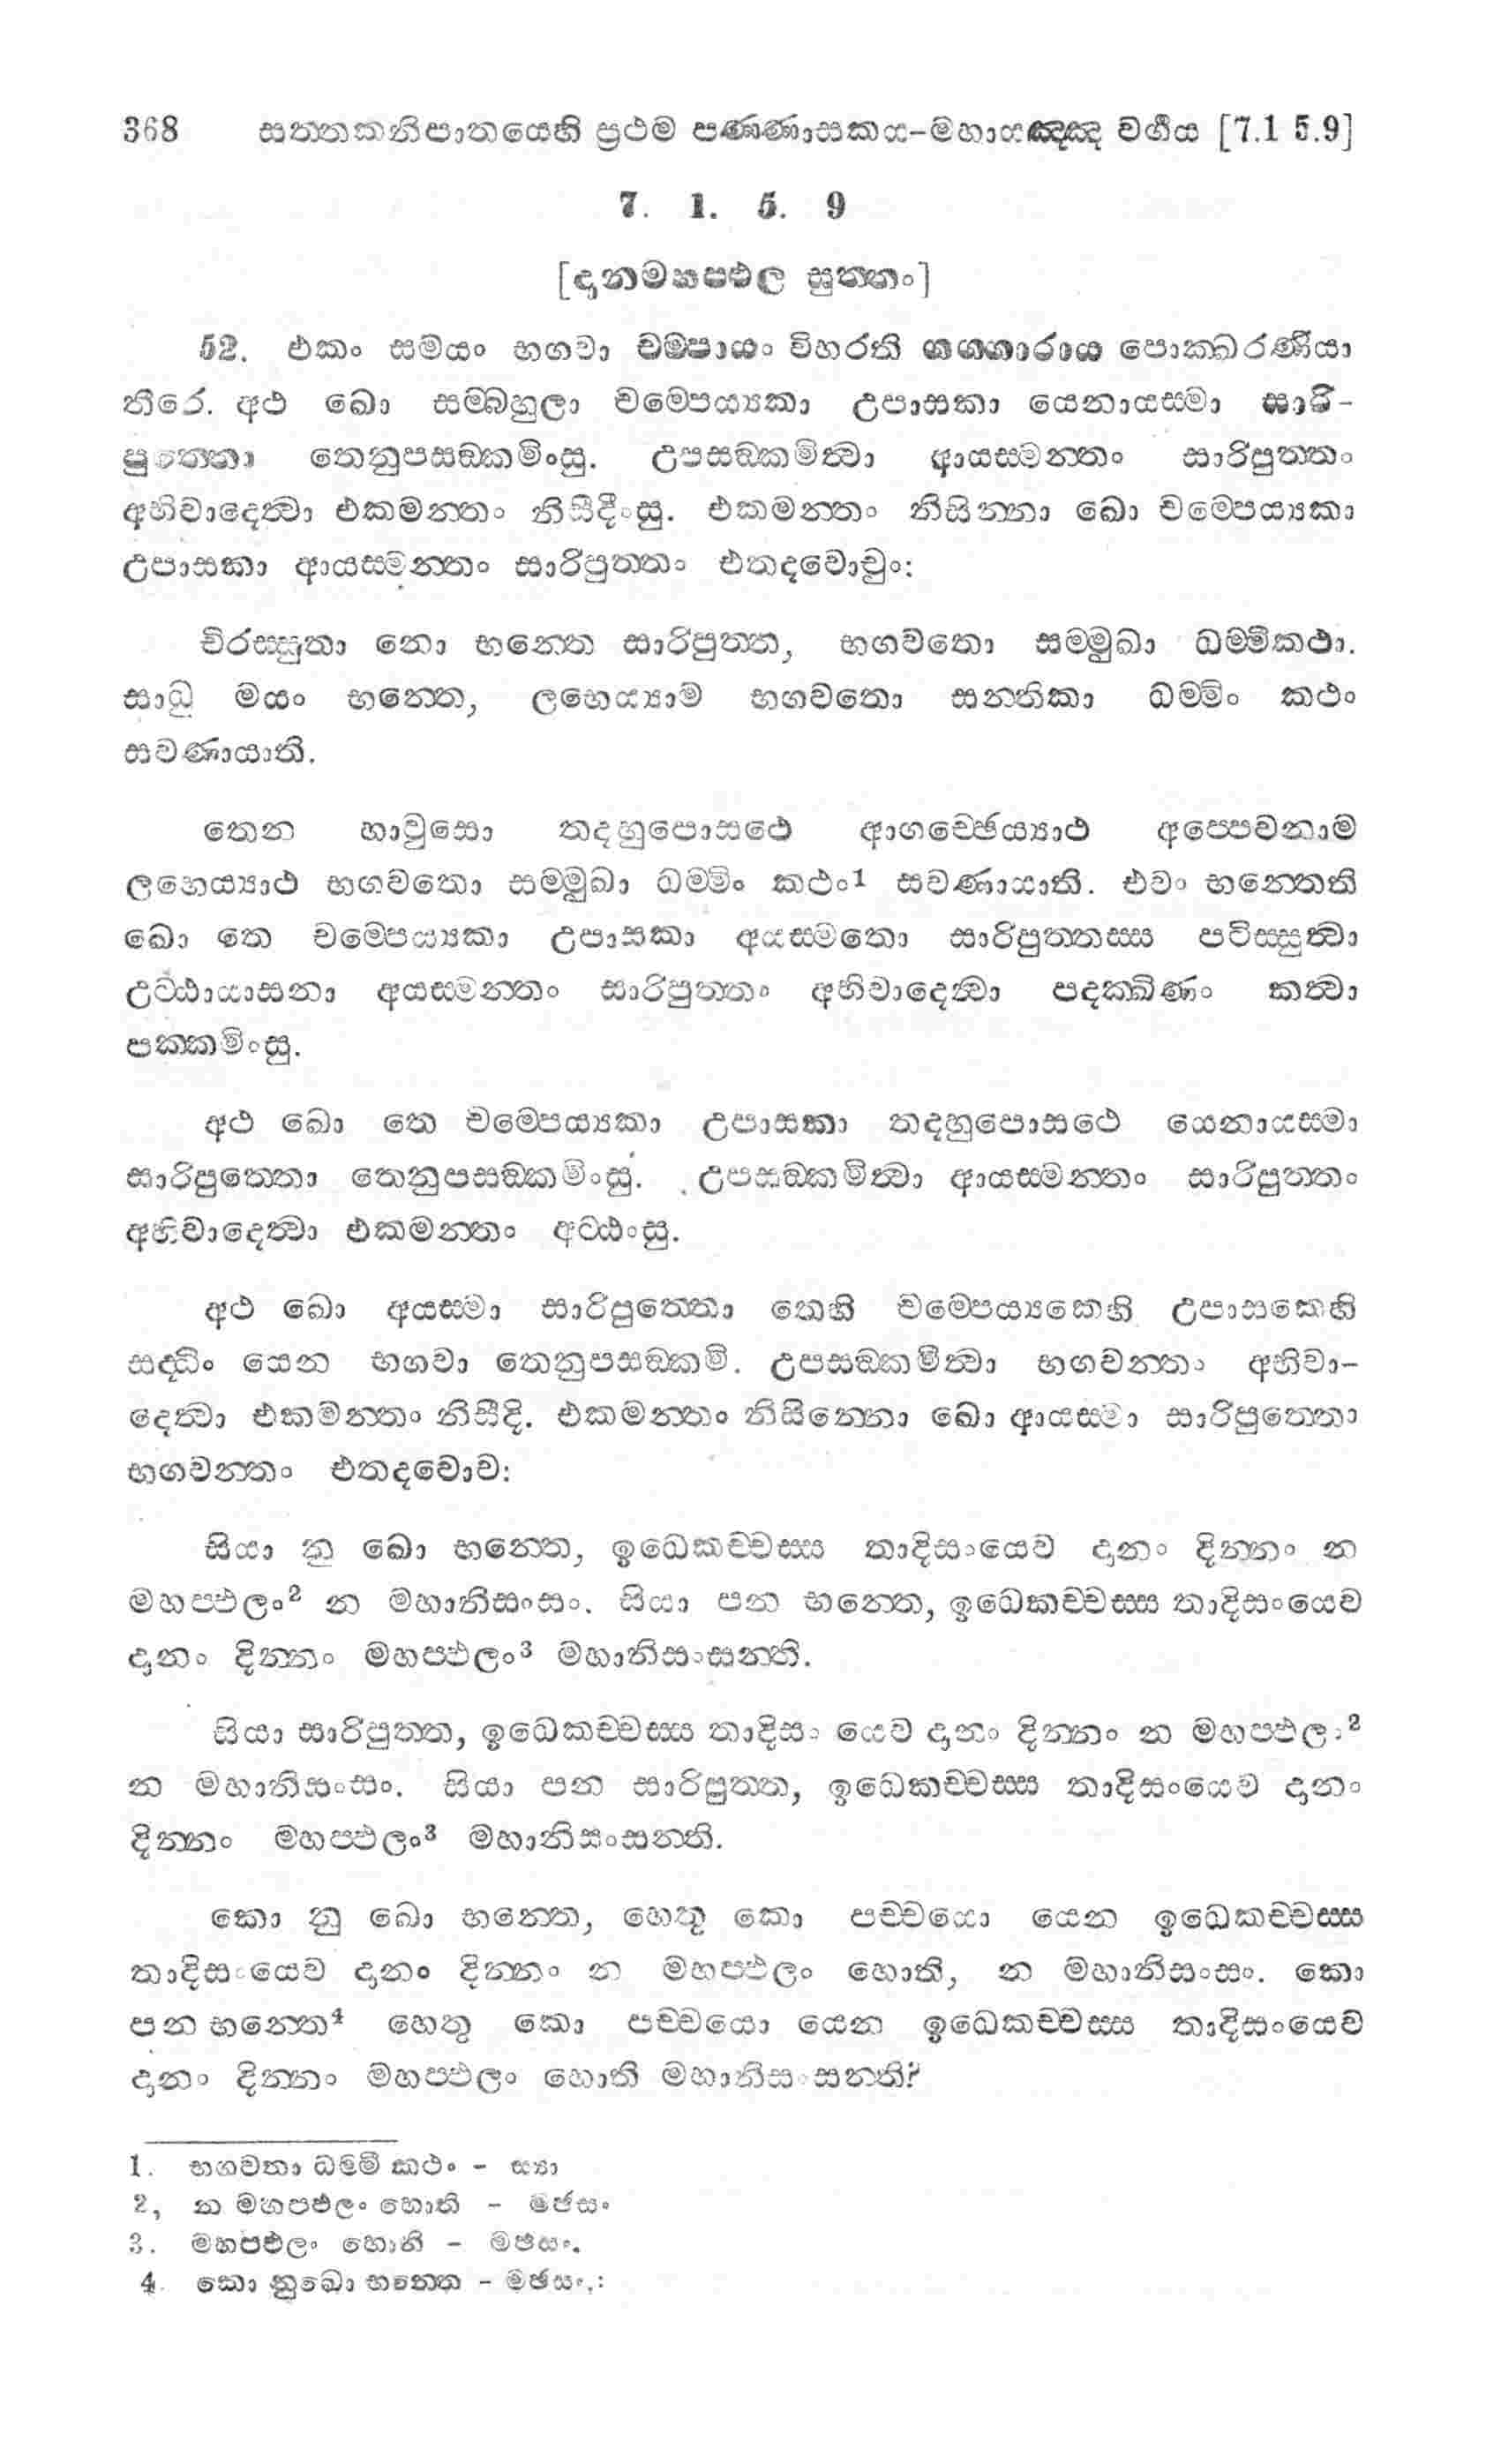 368 සත්තකනිපාතයෙහි ප්‍රථම පණ්ණාසකය-මහායඤ්ඤ වර්ගය [7.1 5.9]
7. 1. 5. 9
[දානමහප්ඵල සුත්තං]
52. එකං සමයං භගවා චම්පායං විහරති ගග්ගරාය පොක්ඛරණියා
තීරේ. අථ ඛො සම්බහුලා චම්පෙය්‍යකා උපාසකා යෙනායස්මා සාරි-
පුත්තො තෙනුපසඞ්කමිංසු. උපසඞ්කමිත්‍වා ආයස්මන්තං සාරිපුත්තං
අභිවාදෙත්‍වා එකමන්තං නිසීදිංසු. එකමන්තං නිසින්නා ඛො චම්පෙය්‍යකා
උපාසකා ආයස්මන්තං සාරිපුත්තං එතදවොචුං:
චිරස්සුතා නො භන්තෙ සාරිපුත්ත, භගවතො සම්මුඛා ධම්මිකථා.
සාධු මයං භන්තෙ, ලභෙය්‍යාම භගවතො සන්තිකා ධම්මිං කථං
සවණායාති.
තෙන හාවුසො තදහුපොසථෙ ආගච්ඡෙය්‍යාථ අප්පෙවනාම
ලභෙය්‍යාථ භගවතො සම්මුඛා ධම්මිං කථං¹ සවණායාති. එවං භන්තෙති
ඛො තෙ චම්පෙය්‍යකා උපාසකා අයස්මතො සාරිපුත්තස්ස පටිස්සුත්‍වා
උට්ඨායාසනා අයස්මන්තං සාරිපුත්තං අභිවාදෙත්‍වා පදක්ඛිණං කත්‍වා
පක්කමිංසු.
අථ ඛො තෙ චම්පෙය්‍යකා උපාසකා තදහුපොසථෙ යෙනායස්මා
සාරිපුත්තො තෙනුපසඞ්කමිංසු. උපසඞ්කමිත්‍වා ආයස්මන්තං සාරිපුත්තං
අභිවාදෙත්‍වා එකමන්තං අට්ඨංසු.
අථ ඛො අයස්මා සාරිපුත්තො තෙහි චම්පෙය්‍යකෙහි උපාසකෙහි
සද්ධිං යෙන භගවා තෙනුපසඞ්කමි. උපසඞ්කමිත්‍වා භගවන්තං අභිවා-
දෙත්‍වා එකමන්තං නිසීදි. එකමන්තං නිසින්නො ඛො ආයස්මා සාරිපුත්තො
භගවන්තං එතදවොච:
සියා නු ඛො භන්තෙ, ඉධෙකච්චස්ස තාදිසංයෙව දානං දින්නං න
මහප්ඵලං² න මහානිසංසං. සියා පන භන්තෙ, ඉධෙකච්චස්ස තාදිසංයෙව
දානං දින්නං මහප්ඵලං³ මහානිසංසන්ති.
සියා සාරිපුත්ත, ඉධෙකච්චස්ස තාදිසං යෙව දානං දින්නං න මහප්ඵලං²
න මහානිසංසං. සියා පන සාරිපුත්ත, ඉධෙකච්චස්ස තාදිසංයෙව දානං
දින්නං මහප්ඵලං³ මහානිසංසන්ති.
කො නු ඛො භන්තෙ, හෙතු කො පච්චයො යෙන ඉධෙකච්චස්ස
තාදිසංයෙව දානං දින්නං න මහප්ඵලං හොති, න මහානිසංසං. කො
පන භන්තෙ⁴ හෙතු කො පච්චයො යෙන ඉධෙකච්චස්ස තාදිසංයෙව
දානං දින්නං මහප්ඵලං හොති මහානිසංසන්ති?
1. භගවතා ධම්මී කථං - ස්‍යා
2, න මහප්ඵලං හොති - මජසං
3. මහප්ඵලං හොති - මජසං.
4. කො නුඛො භන්තෙ - මජසං.: